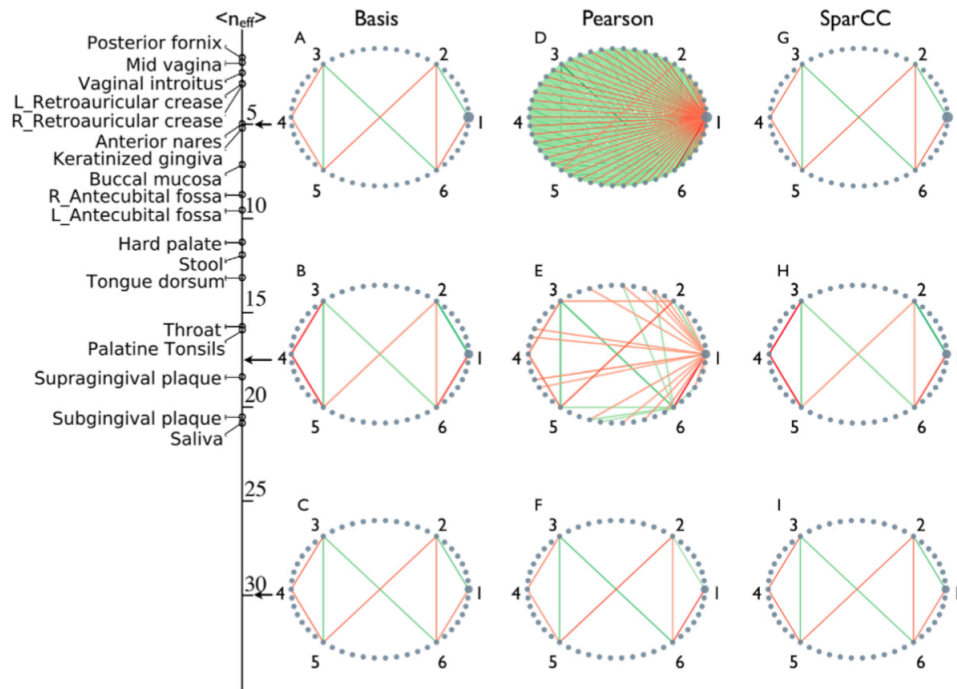 <n_eff>
Basis
Pearson
SparCC
Posterior fornix
Mid vagina
Vaginal introitus
L_Retroauricular crease
R_Retroauricular crease
Anterior nares
Keratinized gingiva
Buccal mucosa
R_Antecubital fossa
L_Antecubital fossa
Hard palate
Stool
Tongue dorsum
Throat
Palatine Tonsils
Supragingival plaque
Subgingival plaque
Saliva
5
10
15
20
25
30
A
3
2
4
1
5
6
D
3
2
4
1
5
6
G
3
2
4
1
5
6
B
3
2
4
1
5
6
E
3
2
4
1
5
6
H
3
2
4
1
5
6
C
3
2
4
1
5
6
F
3
2
4
1
5
6
I
3
2
4
1
5
6